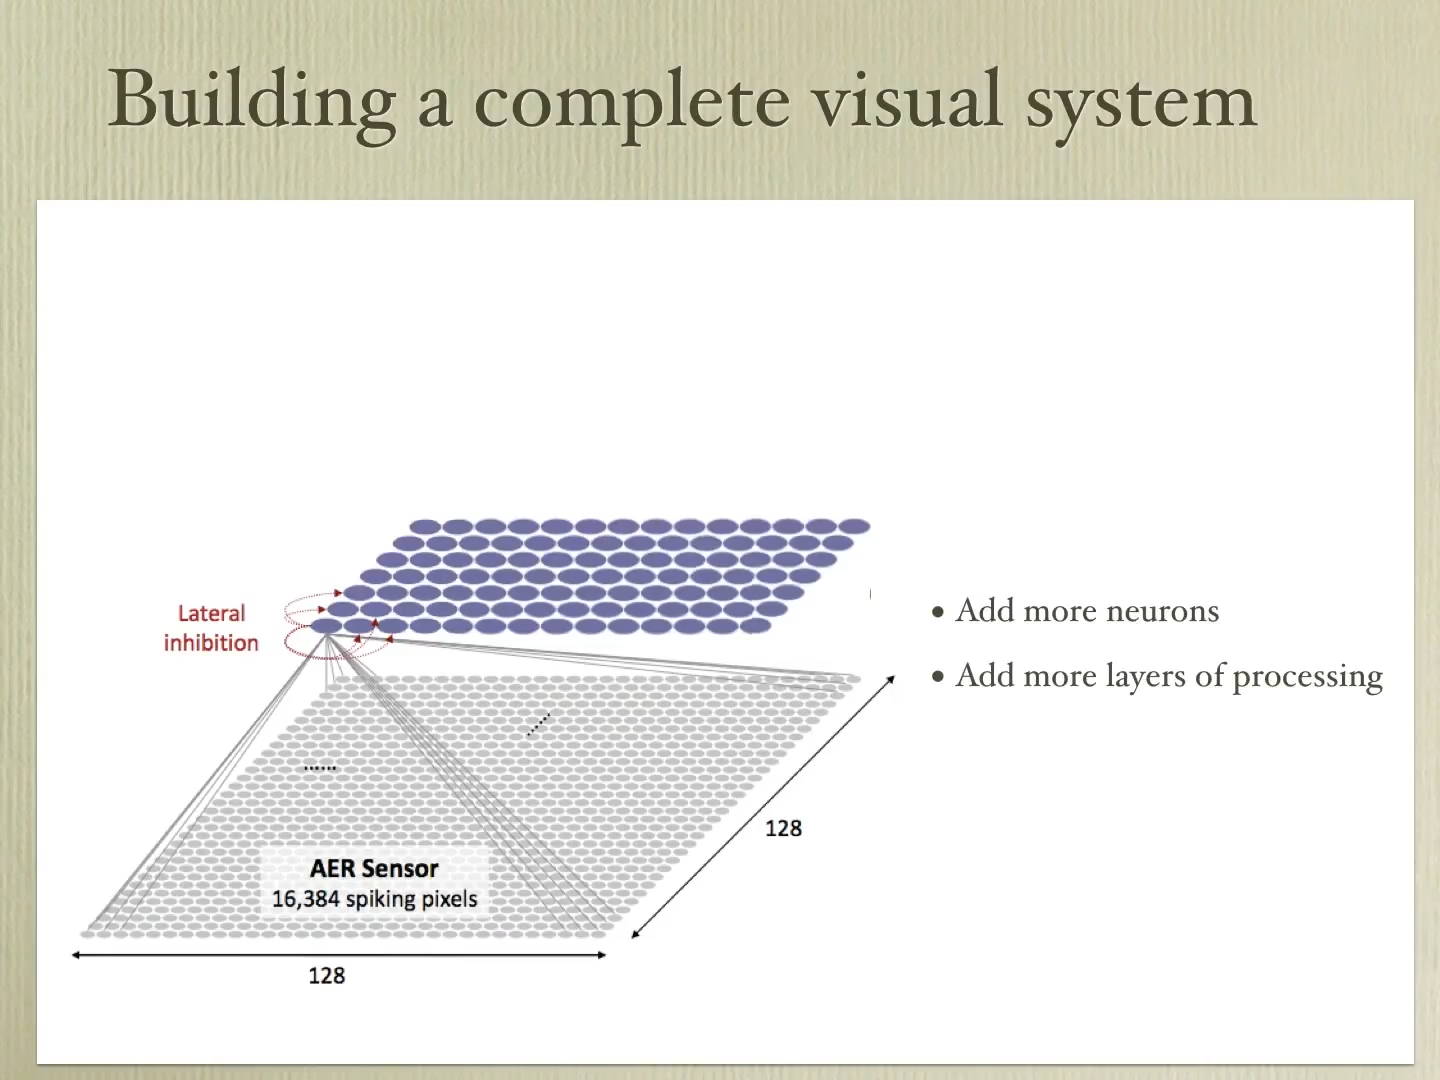 Building a complete visual system
Lateral
inhibition
• Add more neurons
• Add more layers of processing
......
......
128
AER Sensor
16,384 spiking pixels
128